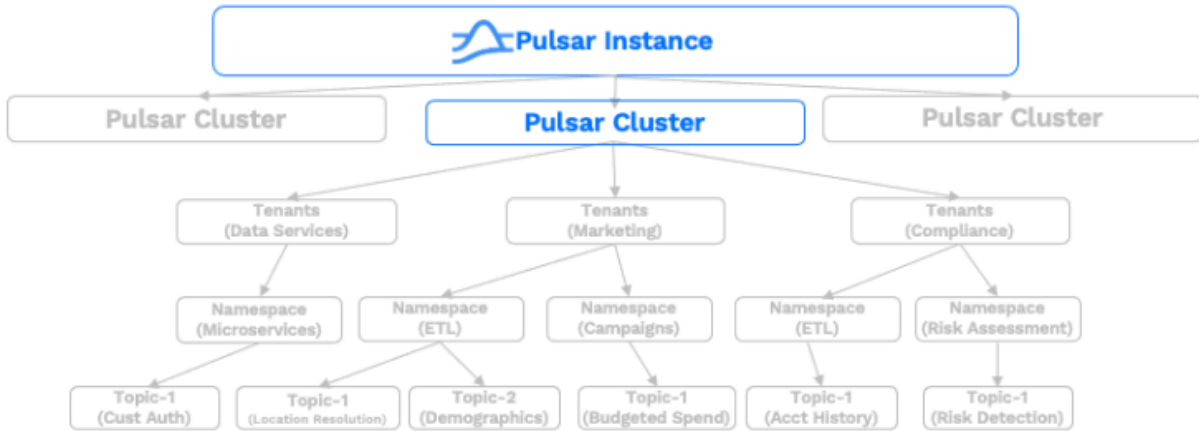 Pulsar Instance
Pulsar Cluster
Pulsar Cluster
Pulsar Cluster
Tenants
(Data Services)
Tenants
(Marketing)
Tenants
(Compliance)
Namespace
(Microservices)
Namespace
(ETL)
Namespace
(Campaigns)
Namespace
(ETL)
Namespace
(Risk Assessment)
Topic-1
(Cust Auth)
Topic-1
(Location Resolution)
Topic-2
(Demographics)
Topic-1
(Budgeted Spend)
Topic-1
(Acct History)
Topic-1
(Risk Detection)